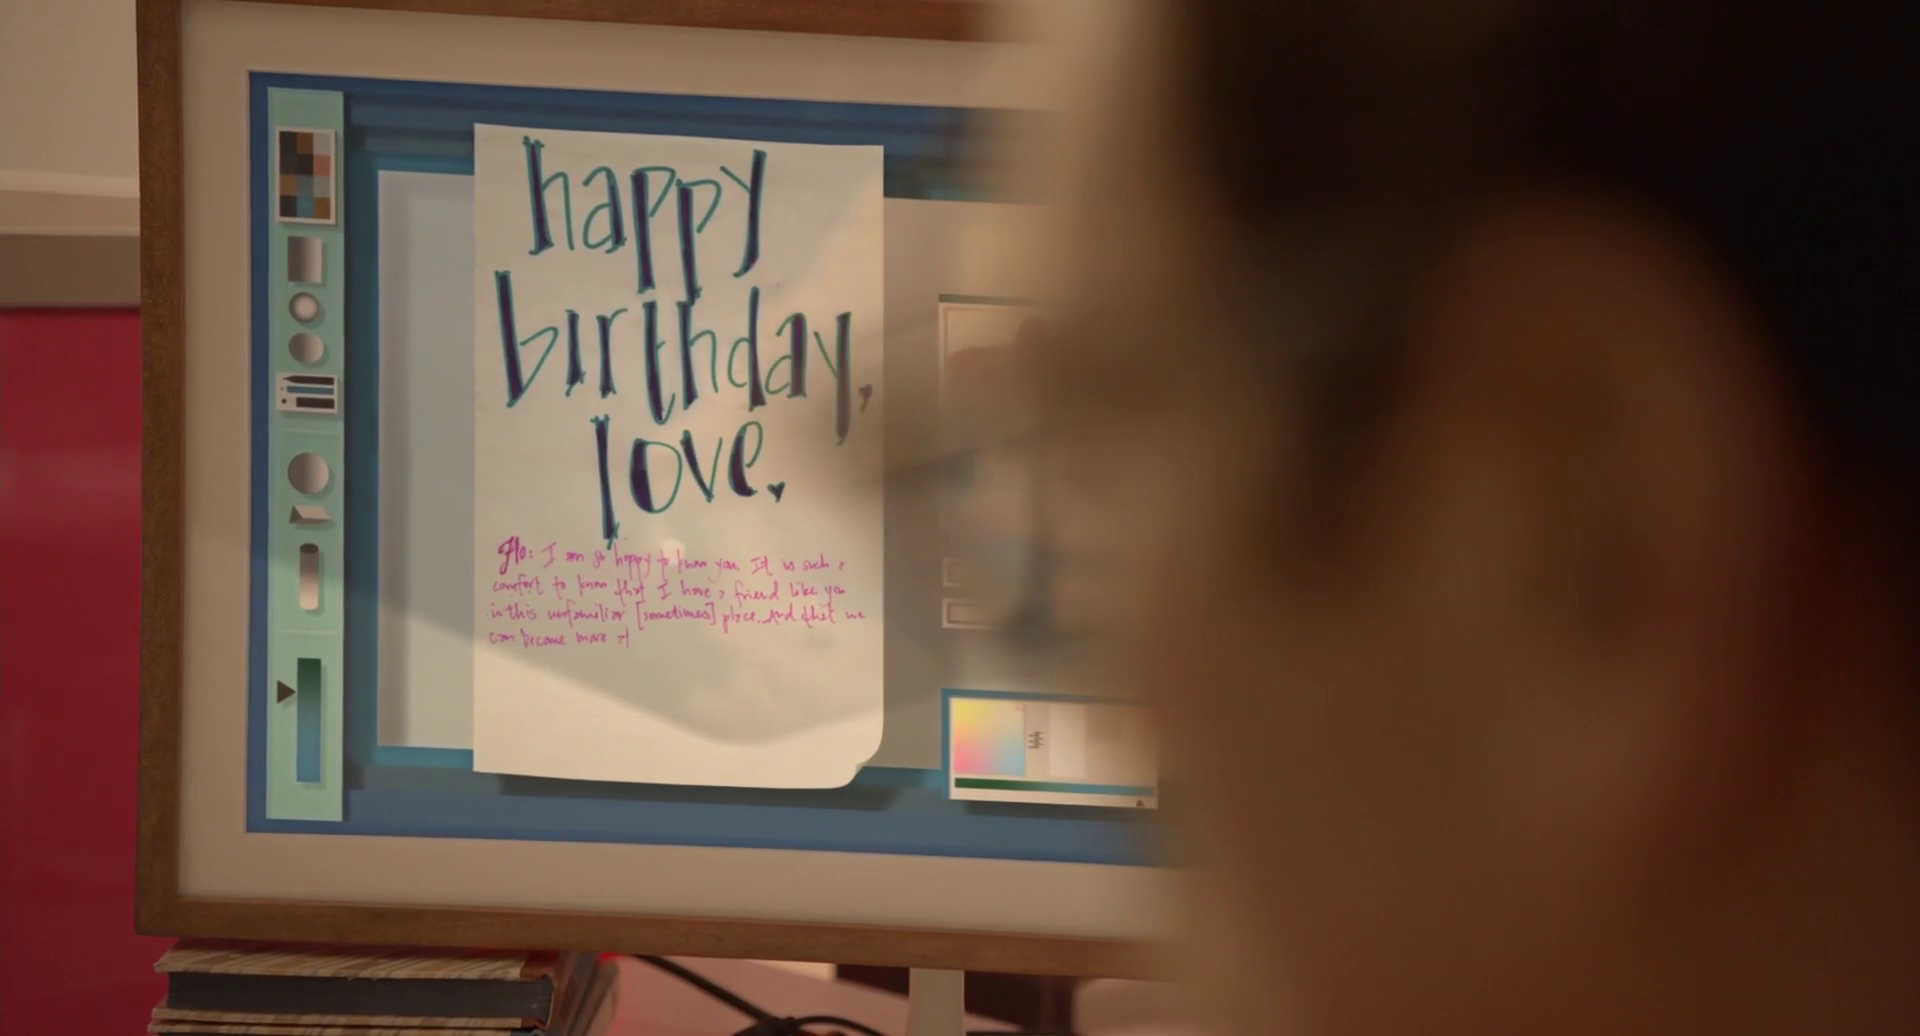 happy
birthday,
love.
Flo: I am so happy to know you. It is such a
comfort to know that I have a friend like you
in this unfamiliar [sometimes] place. And that we
can become more at